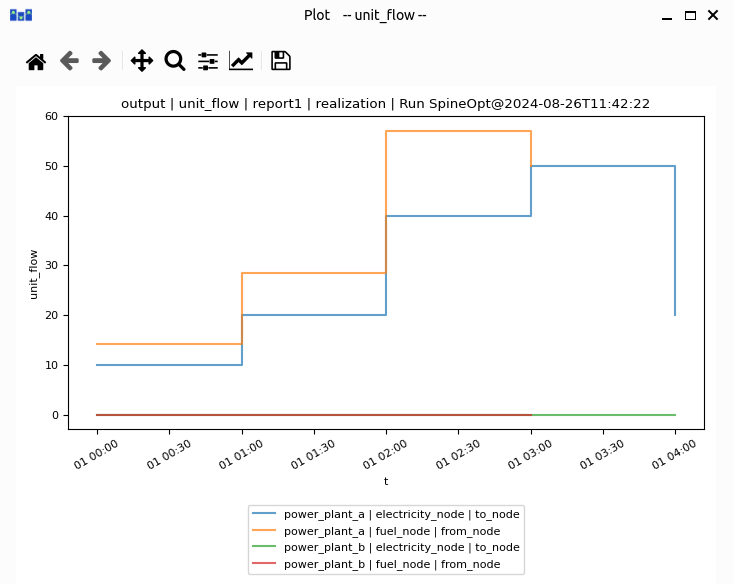 Plot -- unit_flow --
output | unit_flow | report1 | realization | Run SpineOpt@2024-08-26T11:42:22
60
50
40
30
20
10
0
unit_flow
01 00:00 01 00:30 01 01:00 01 01:30 01 02:00 01 02:30 01 03:00 01 03:30 01 04:00
t
power_plant_a | electricity_node | to_node
power_plant_a | fuel_node | from_node
power_plant_b | electricity_node | to_node
power_plant_b | fuel_node | from_node